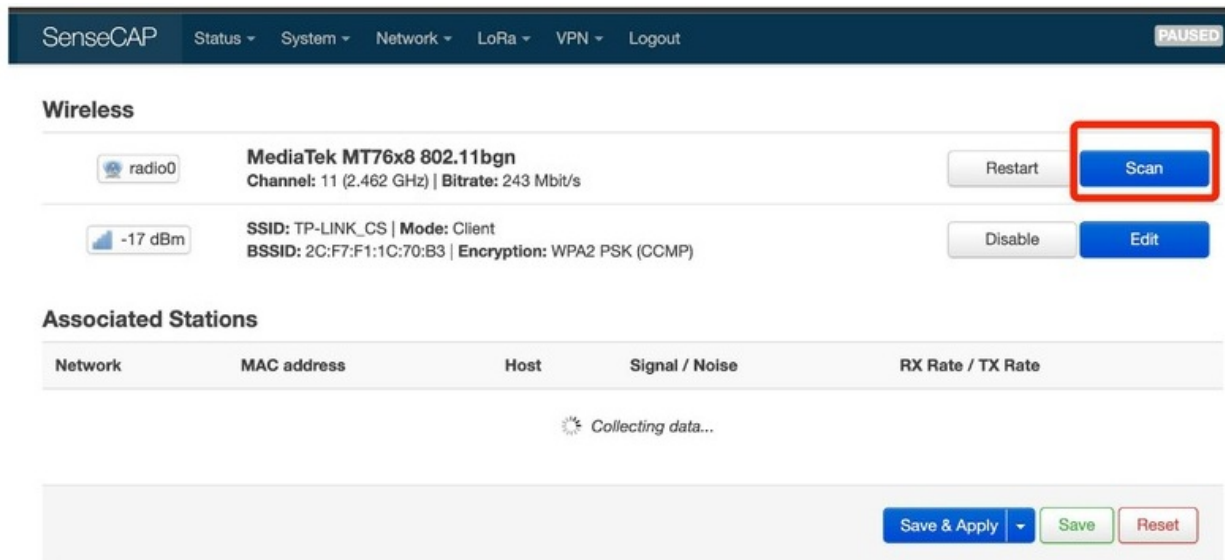 SenseCAP Status System Network LoRa VPN Logout PAUSED
Wireless
radio0
MediaTek MT76x8 802.11bgn
Channel: 11 (2.462 GHz) | Bitrate: 243 Mbit/s
Restart Scan
-17 dBm
SSID: TP-LINK_CS | Mode: Client
BSSID: 2C:F7:F1:1C:70:B3 | Encryption: WPA2 PSK (CCMP)
Disable Edit
Associated Stations
Network MAC address Host Signal / Noise RX Rate / TX Rate
Collecting data...
Save & Apply Save Reset